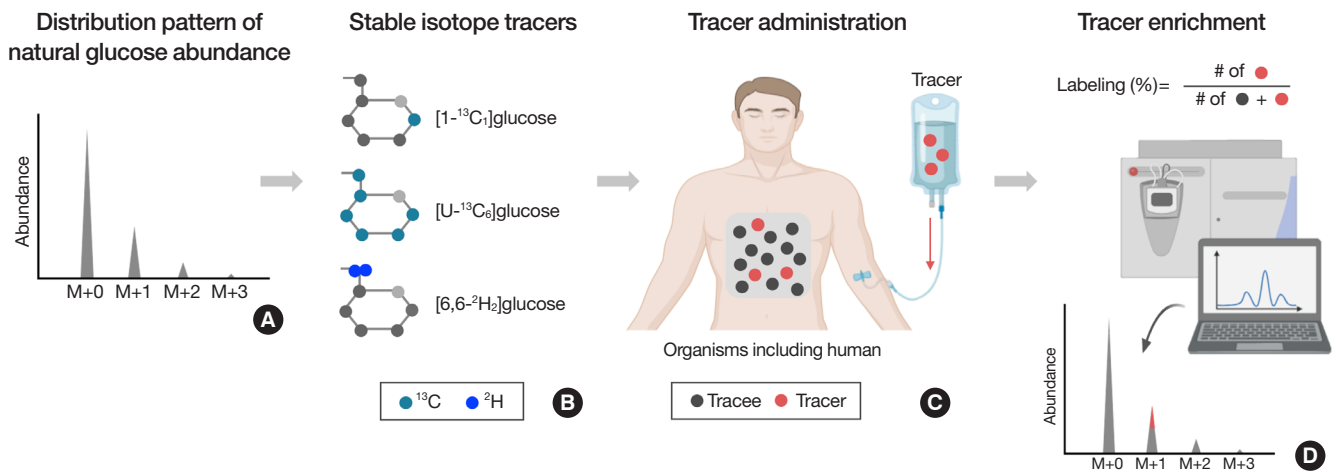 Distribution pattern of
natural glucose abundance
Abundance
M+0 M+1 M+2 M+3
A
Stable isotope tracers
[1-¹³C₁]glucose
[U-¹³C₆]glucose
[6,6-²H₂]glucose
¹³C ²H
B
Tracer administration
Tracer
Organisms including human
Tracee Tracer
C
Tracer enrichment
Labeling (%)= # of
# of +
Abundance
M+0 M+1 M+2 M+3
D